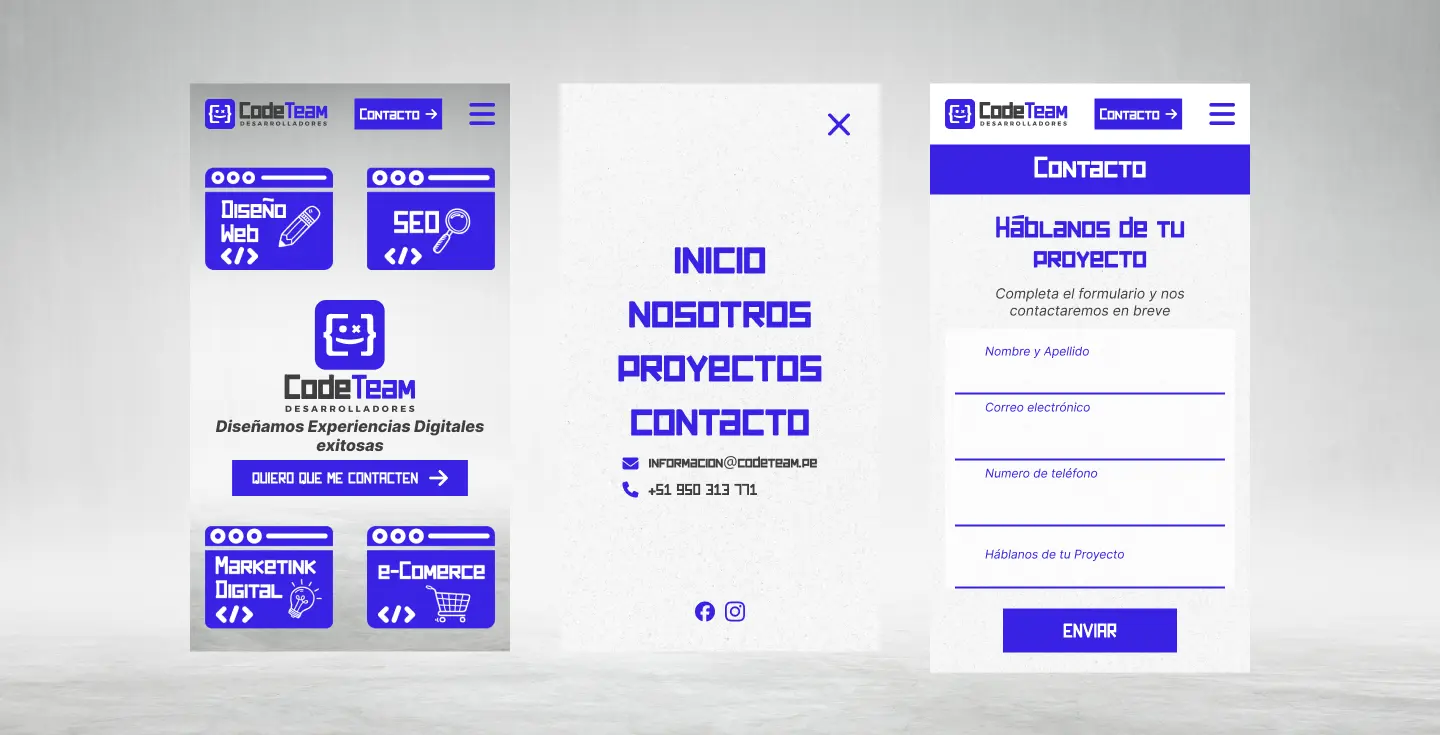 CodeTeam
DESARROLLADORES
Contacto →
Diseño
Web
</>
SEO
</>
CodeTeam
DESARROLLADORES
Diseñamos Experiencias Digitales
exitosas
QUIERO QUE ME CONTACTEN →
Marketink
Digital
</>
e-Comerce
</>
INICIO
NOSOTROS
PROYECTOS
CONTACTO
INFORMACION@CODETEAM.PE
+51 950 313 771
CodeTeam
DESARROLLADORES
Contacto →
Contacto
Háblanos de tu
proyecto
Completa el formulario y nos
contactaremos en breve
Nombre y Apellido
Correo electrónico
Numero de teléfono
Háblanos de tu Proyecto
ENVIAR